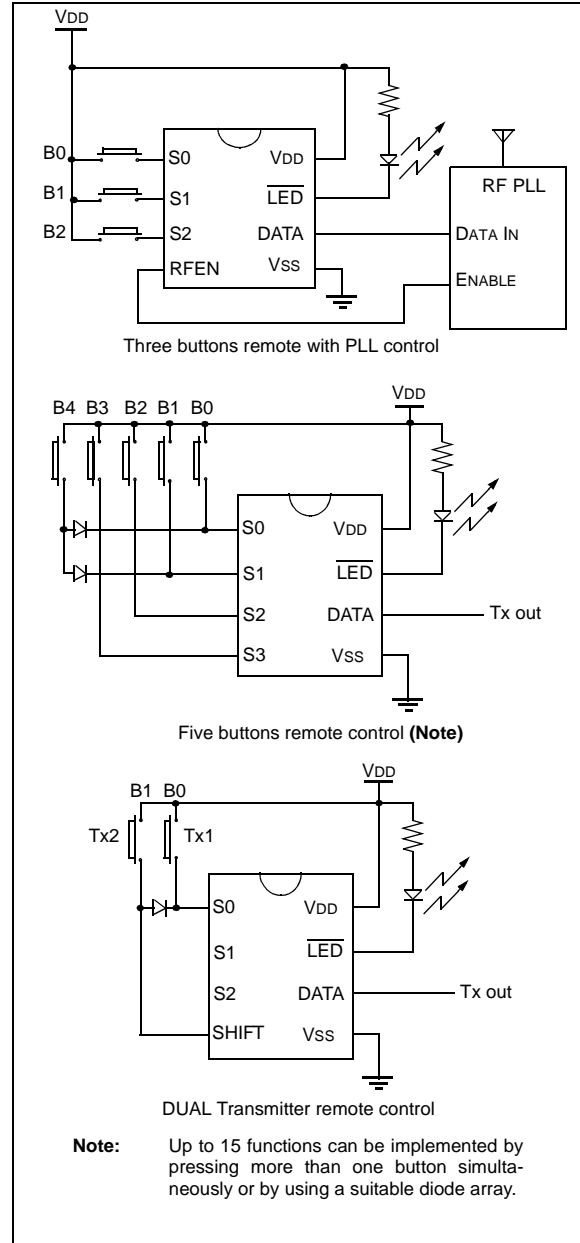 VDD
B0
B1
B2
S0
S1
S2
RFEN
VDD
LED
DATA
VSS
RF PLL
DATA IN
ENABLE
Three buttons remote with PLL control
B4 B3 B2 B1 B0
VDD
S0
S1
S2
S3
VDD
LED
DATA
VSS
Tx out
Five buttons remote control (Note)
VDD
B1 B0
Tx2 Tx1
S0
S1
S2
SHIFT
VDD
LED
DATA
VSS
Tx out
DUAL Transmitter remote control
Note: Up to 15 functions can be implemented by
pressing more than one button simulta-
neously or by using a suitable diode array.